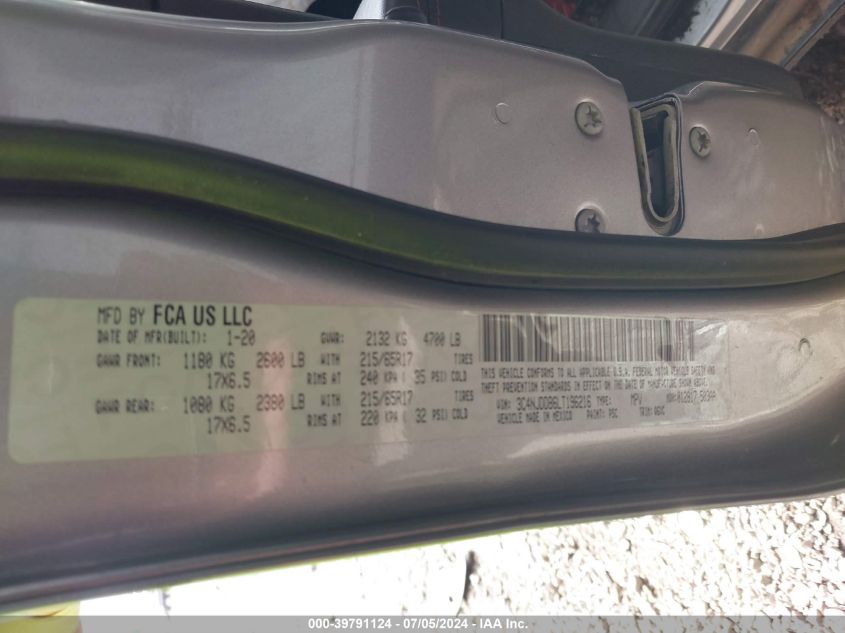 MFD BY FCA US LLC
DATE OF MFR(BUILT): 1-20 GVWR: 2132 KG 4700 LB
GAWR FRONT: 1180 KG 2600 LB WITH 215/65R17 TIRES
17X6.5 RIMS AT 240 KPA ( 35 PSI) COLD
GAWR REAR: 1080 KG 2380 LB WITH 215/65R17
17X6.5 RIMS AT 220 KPA ( 32 PSI) COLD
THIS VEHICLE CONFORMS TO ALL APPLICABLE U.S.A. FEDERAL MOTOR VEHICLE SAFETY AND
THEFT PREVENTION STANDARDS IN EFFECT ON THE DATE OF MANUFACTURE SHOWN ABOVE.
VIN: 3C4NJDDB6LT196216 TYPE: MPV
VEHICLE MADE IN MEXICO PAINT: PSC TRIM:
000-39791124 - 07/05/2024 - IAA Inc.